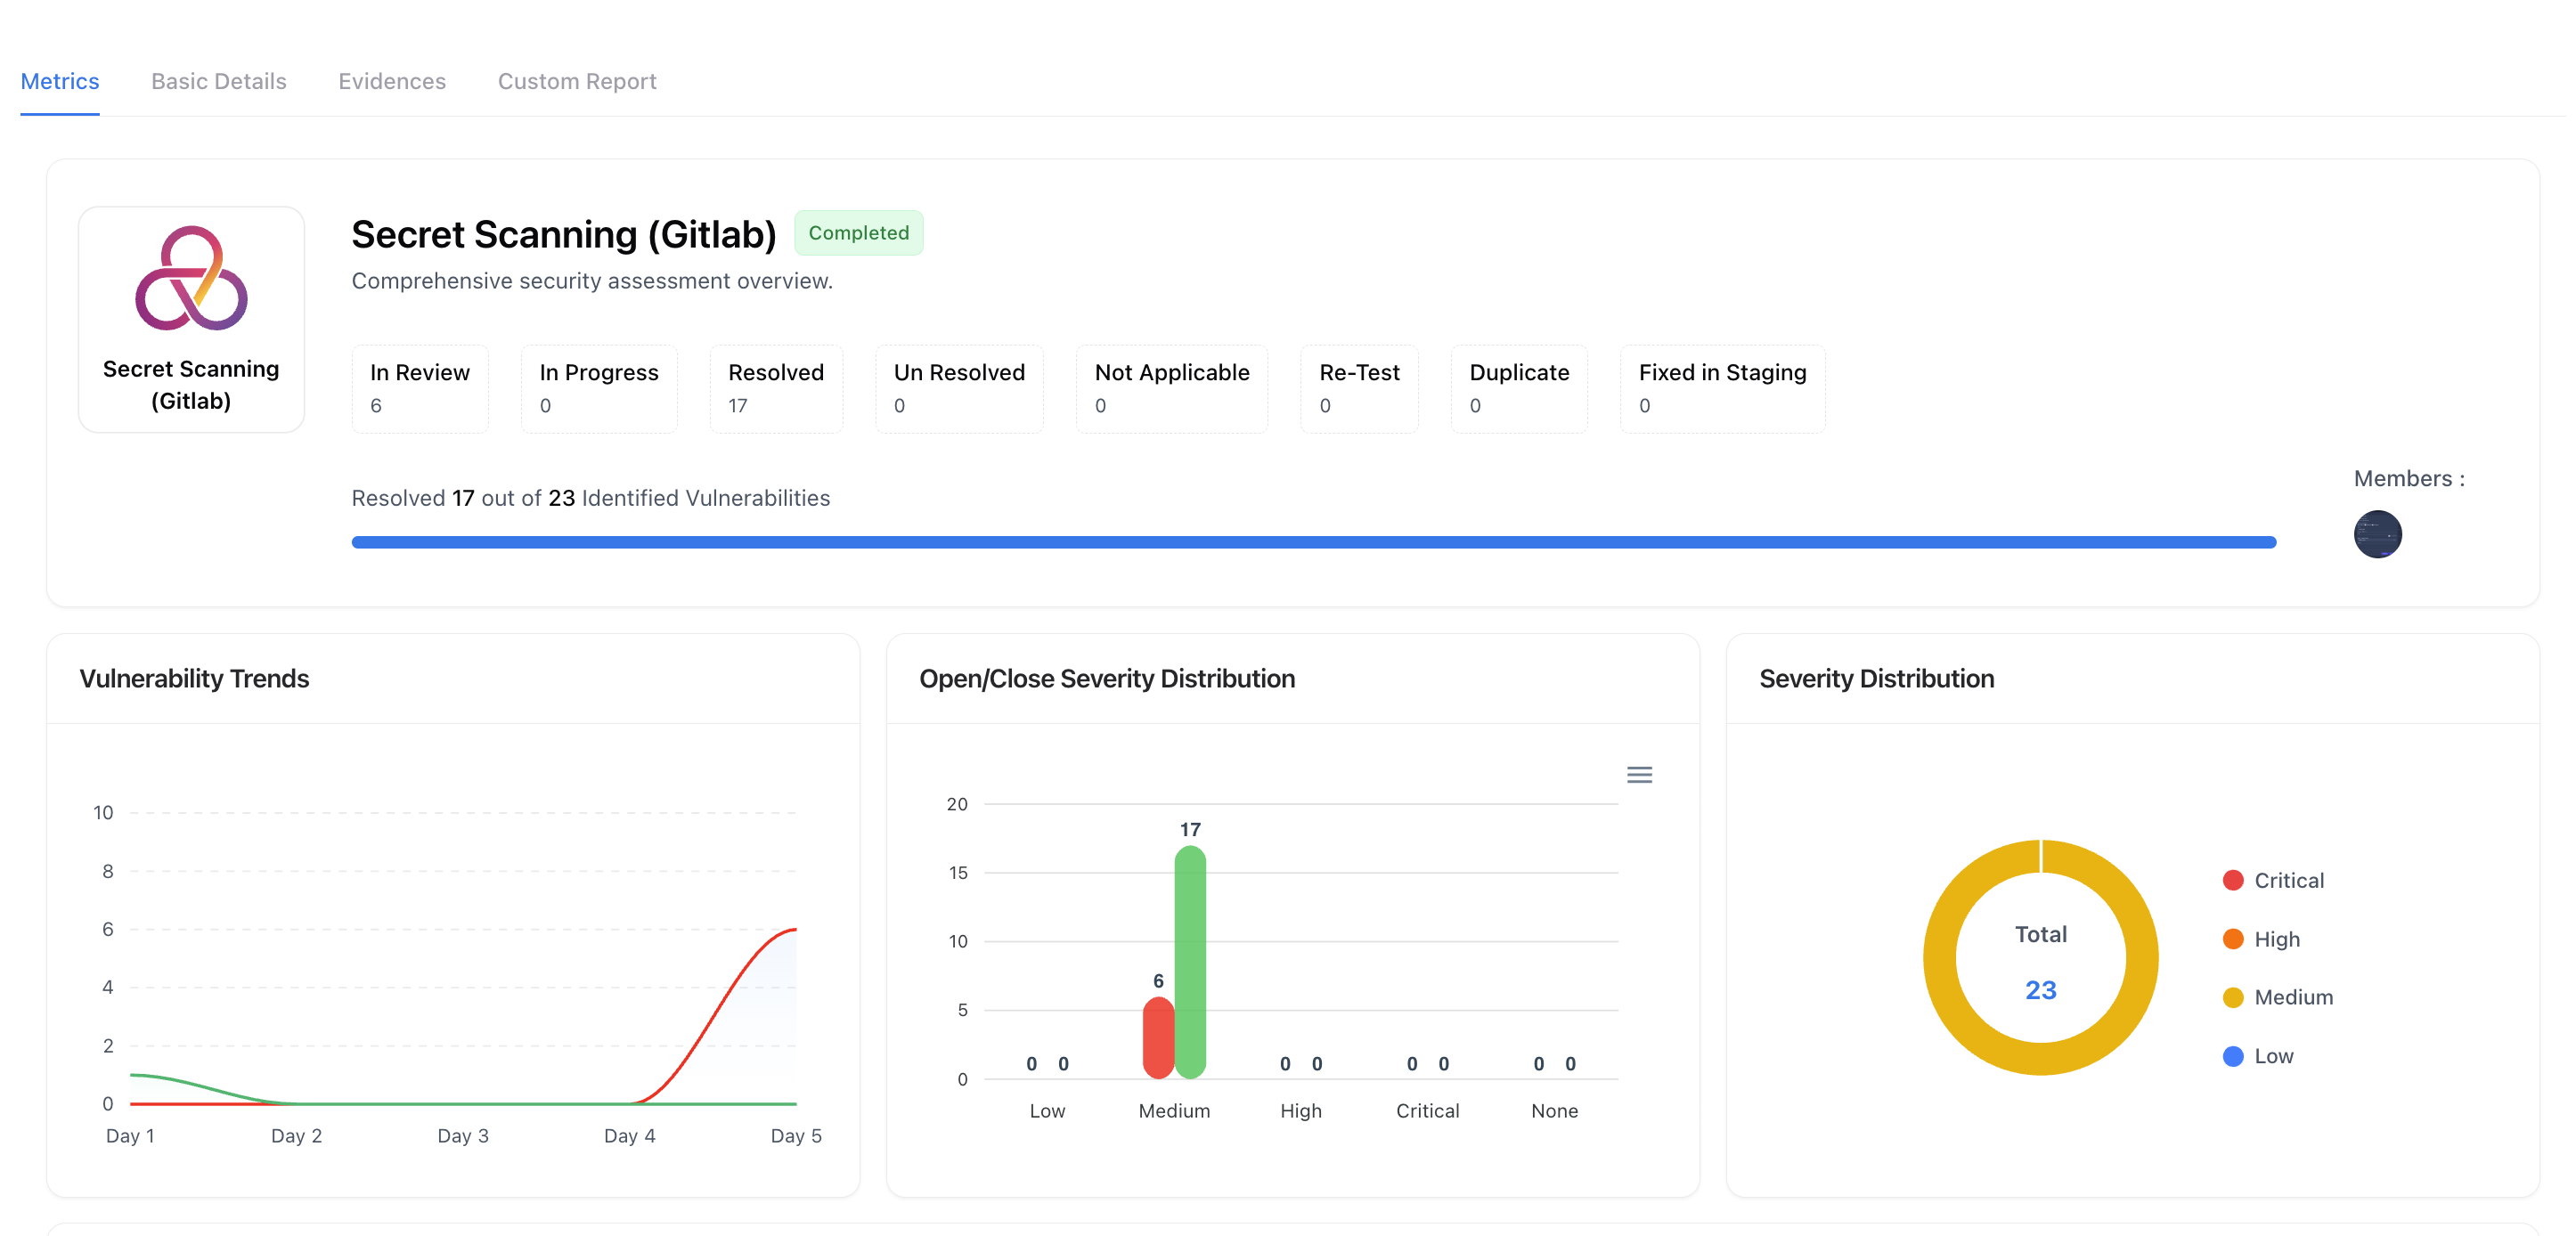 Metrics
Basic Details
Evidences
Custom Report
Secret Scanning
(Gitlab)
Secret Scanning (Gitlab)
Completed
Comprehensive security assessment overview.
In Review
6
In Progress
0
Resolved
17
Un Resolved
0
Not Applicable
0
Re-Test
0
Duplicate
0
Fixed in Staging
0
Resolved 17 out of 23 Identified Vulnerabilities
Members :
Vulnerability Trends
10
8
6
4
2
0
Day 1
Day 2
Day 3
Day 4
Day 5
Open/Close Severity Distribution
20
15
10
5
0
0 0
6
17
0 0
0 0
0 0
Low
Medium
High
Critical
None
Severity Distribution
Total
23
Critical
High
Medium
Low